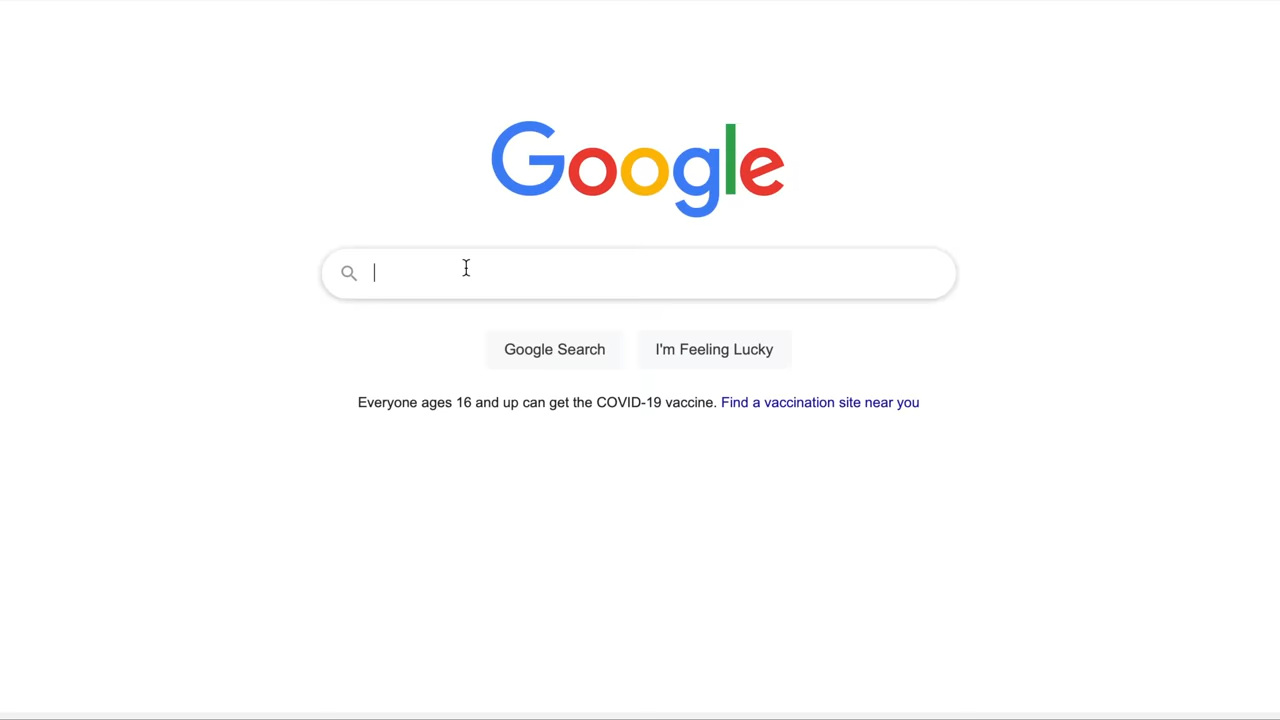 Google
Google Search
I'm Feeling Lucky
Everyone ages 16 and up can get the COVID-19 vaccine. Find a vaccination site near you